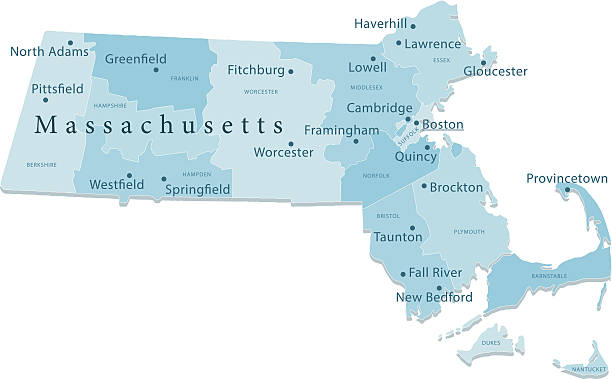 Haverhill
North Adams
Lawrence
Greenfield
ESSEX
Fitchburg
Lowell
Gloucester
FRANKLIN
Pittsfield
WORCESTER
MIDDLESEX
HAMPSHIRE
Cambridge
Massachusetts
Framingham
SUFFOLK
Boston
Worcester
Quincy
BERKSHIRE
HAMPDEN
NORFOLK
Westfield
Springfield
Brockton
Provincetown
BRISTOL
Taunton
PLYMOUTH
Fall River
BARNSTABLE
New Bedford
DUKES
NANTUCKET